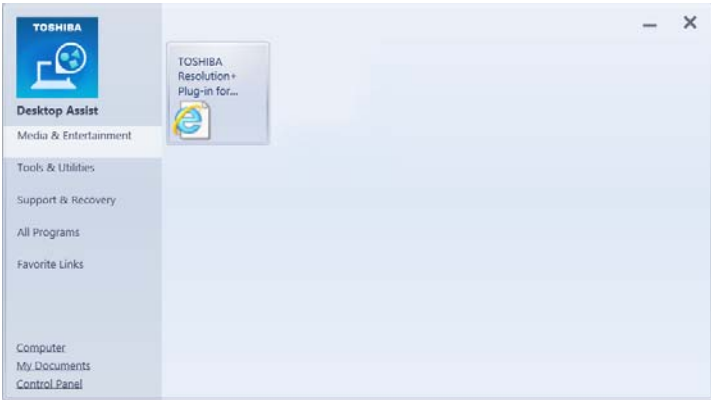 TOSHIBA
Desktop Assist
Media & Entertainment
Tools & Utilities
Support & Recovery
All Programs
Favorite Links
Computer
My Documents
Control Panel
TOSHIBA
Resolution+
Plug-in for...